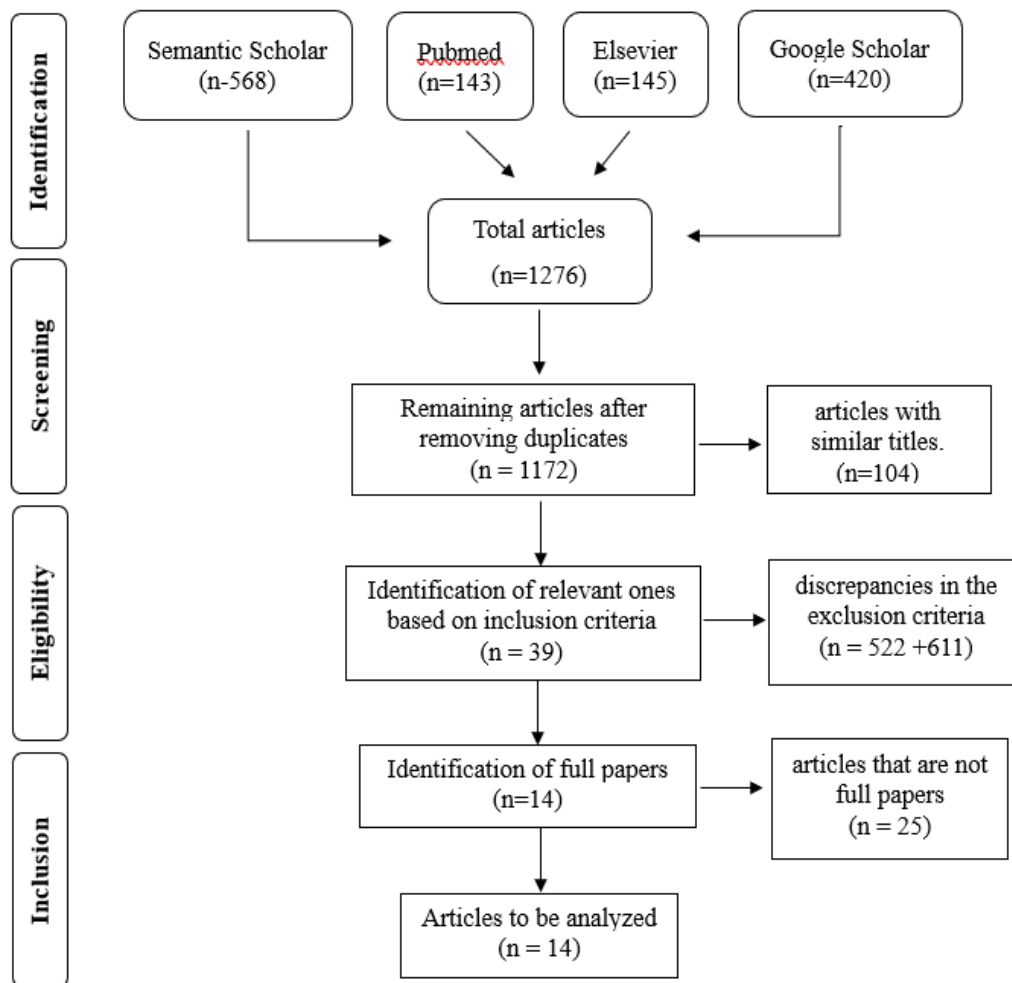 Identification
Semantic Scholar
(n-568)
Pubmed
(n=143)
Elsevier
(n=145)
Google Scholar
(n=420)
Total articles
(n=1276)
Screening
Remaining articles after
removing duplicates
(n = 1172)
articles with
similar titles.
(n=104)
Eligibility
Identification of relevant ones
based on inclusion criteria
(n = 39)
discrepancies in the
exclusion criteria
(n = 522 +611)
Inclusion
Identification of full papers
(n=14)
articles that are not
full papers
(n = 25)
Articles to be analyzed
(n = 14)